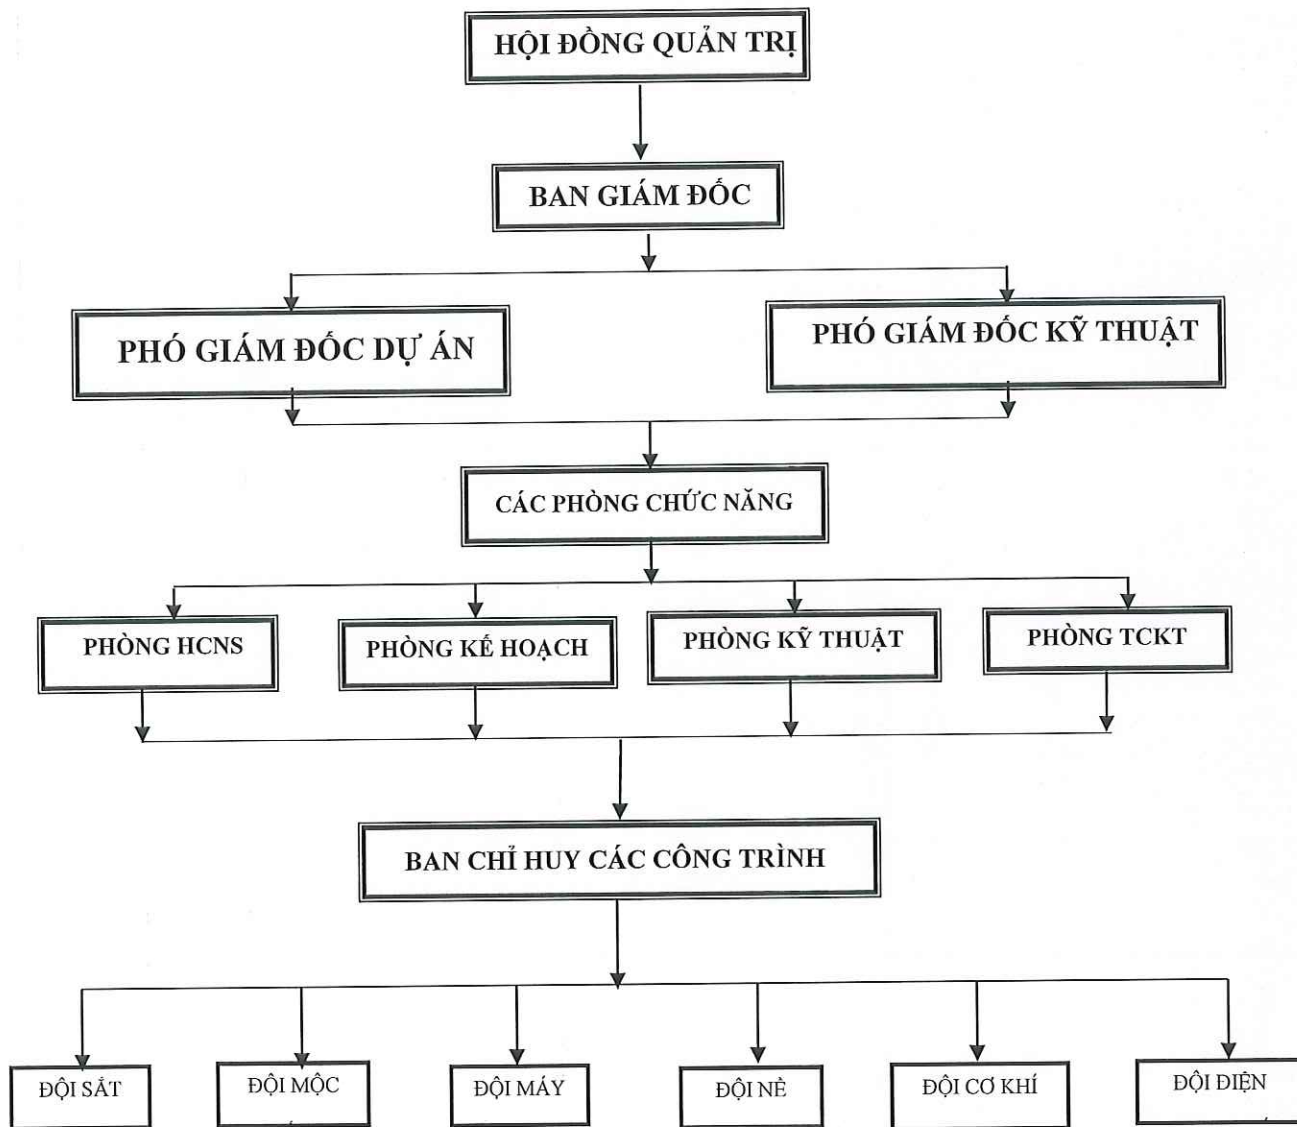 HỘI ĐỒNG QUẢN TRỊ
BAN GIÁM ĐỐC
PHÓ GIÁM ĐỐC DỰ ÁN
PHÓ GIÁM ĐỐC KỸ THUẬT
CÁC PHÒNG CHỨC NĂNG
PHÒNG HCNS
PHÒNG KẾ HOẠCH
PHÒNG KỸ THUẬT
PHÒNG TCKT
BAN CHỈ HUY CÁC CÔNG TRÌNH
ĐỘI SẮT
ĐỘI MỘC
ĐỘI MÁY
ĐỘI NỀ
ĐỘI CƠ KHÍ
ĐỘI ĐIỆN